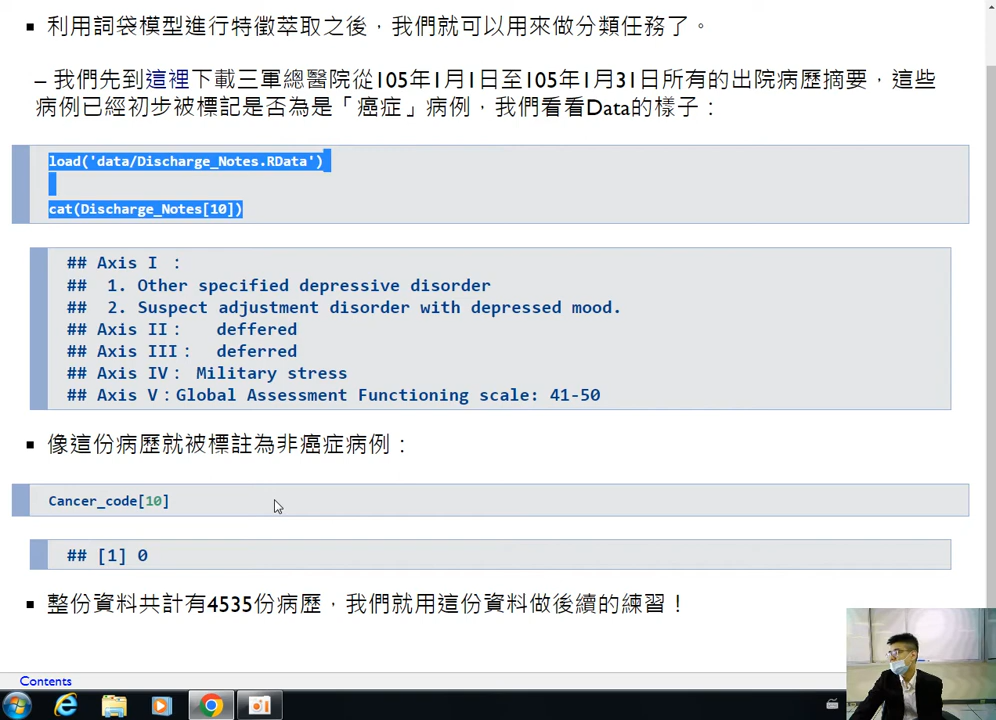 ▪ 利用詞袋模型進行特徵萃取之後，我們就可以用來做分類任務了。
– 我們先到這裡下載三軍總醫院從105年1月1日至105年1月31日所有的出院病歷摘要，這些
病例已經初步被標記是否為是「癌症」病例，我們看看Data的樣子：
load('data/Discharge_Notes.RData')
cat(Discharge_Notes[10])
## Axis I ：
## 1. Other specified depressive disorder
## 2. Suspect adjustment disorder with depressed mood.
## Axis II： deffered
## Axis III： deferred
## Axis IV： Military stress
## Axis V：Global Assessment Functioning scale: 41-50
▪ 像這份病歷就被標註為非癌症病例：
Cancer_code[10]
## [1] 0
▪ 整份資料共計有4535份病歷，我們就用這份資料做後續的練習！
Contents